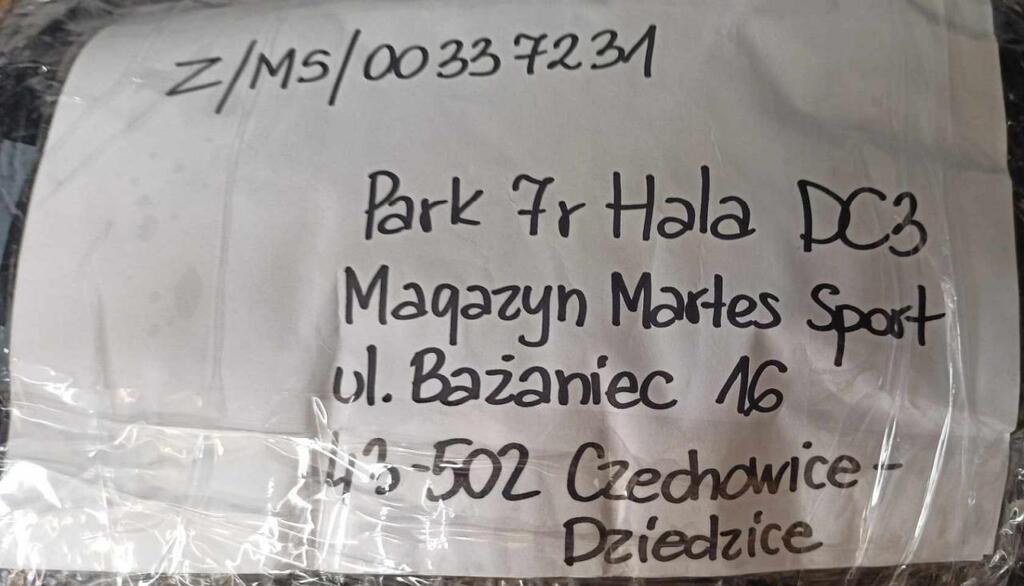 Z/MS/00337231
Park 7r Hala DC3
Magazyn Martes Sport
ul. Bażaniec 16
43-502 Czechowice-
Dziedzice